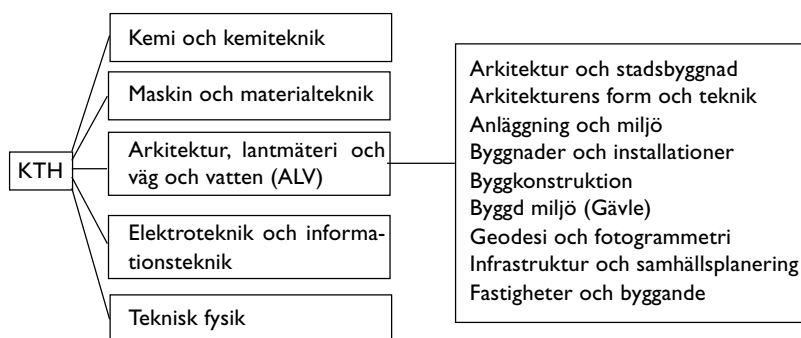 KTH
Kemi och kemiteknik
Maskin och materialteknik
Arkitektur, lantmäteri och
väg och vatten (ALV)
Elektroteknik och informa-
tionsteknik
Teknisk fysik
Arkitektur och stadsbyggnad
Arkitekturens form och teknik
Anläggning och miljö
Byggnader och installationer
Byggkonstruktion
Byggd miljö (Gävle)
Geodesi och fotogrammetri
Infrastruktur och samhällsplanering
Fastigheter och byggande